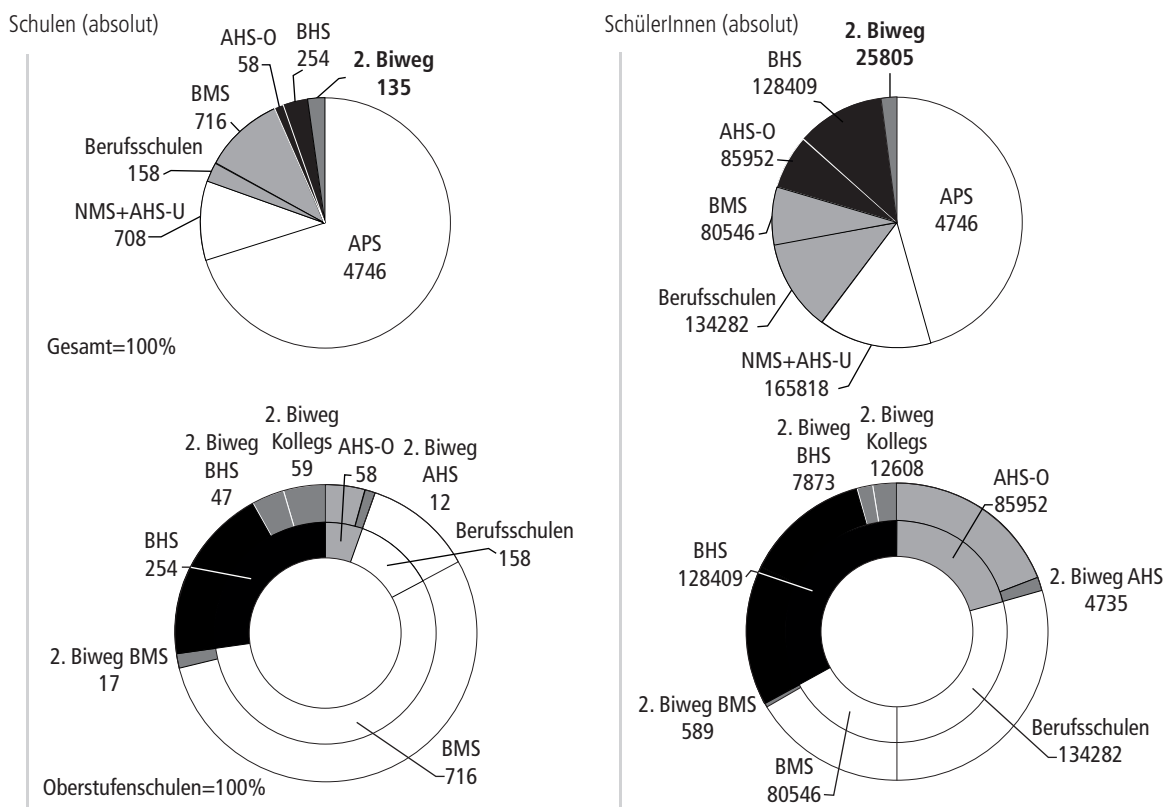 Schulen (absolut)
AHS-O
58
BHS
254
2. Biweg
135
BMS
716
Berufsschulen
158
NMS+AHS-U
708
APS
4746
Gesamt=100%
SchülerInnen (absolut)
2. Biweg
25805
BHS
128409
AHS-O
85952
BMS
80546
APS
4746
Berufsschulen
134282
NMS+AHS-U
165818
2. Biweg
Kollegs
59
2. Biweg
BHS
47
AHS-O
58
2. Biweg
AHS
12
Berufsschulen
158
BHS
254
2. Biweg BMS
17
BMS
716
Oberstufenschulen=100%
2. Biweg
BHS
7873
2. Biweg
Kollegs
12608
AHS-O
85952
BHS
128409
2. Biweg AHS
4735
2. Biweg BMS
589
Berufsschulen
134282
BMS
80546